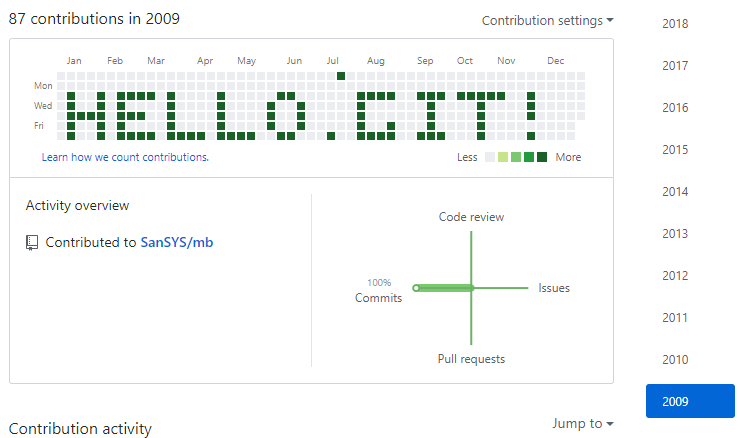 87 contributions in 2009
Contribution settings
2018
2017
2016
2015
2014
2013
2012
2011
2010
2009
Jan Feb Mar Apr May Jun Jul Aug Sep Oct Nov Dec
Mon
Wed
Fri
HELLO, GIT!
Learn how we count contributions.
Less More
Activity overview
Contributed to SanSYS/mb
Code review
100%
Commits
Issues
Pull requests
Contribution activity
Jump to